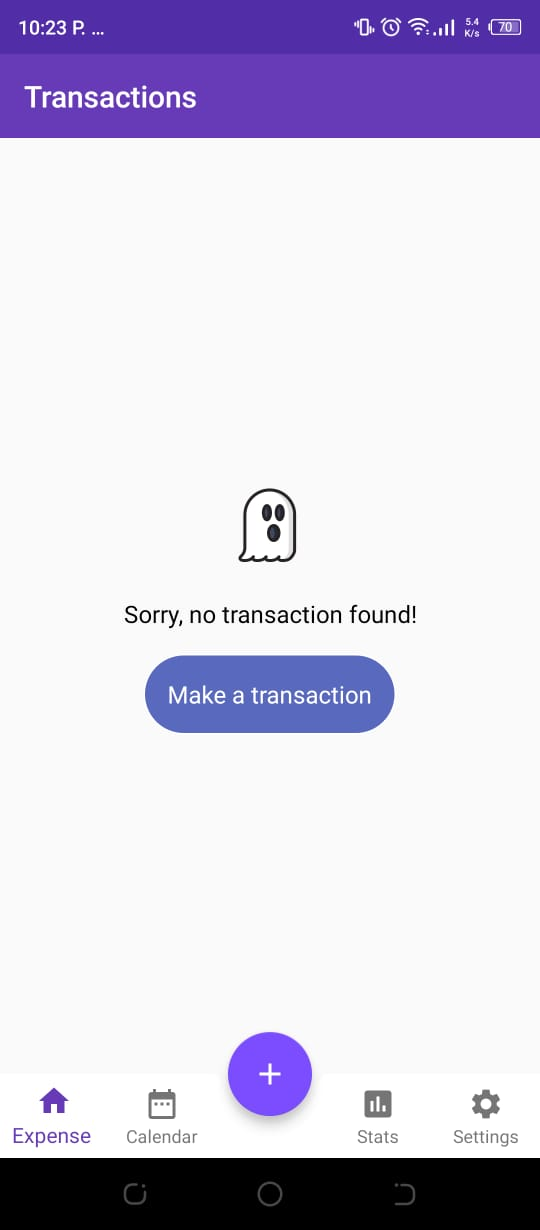 10:23 P. ...
5.4
K/s
70
Transactions
Sorry, no transaction found!
Make a transaction
Expense
Calendar
Stats
Settings